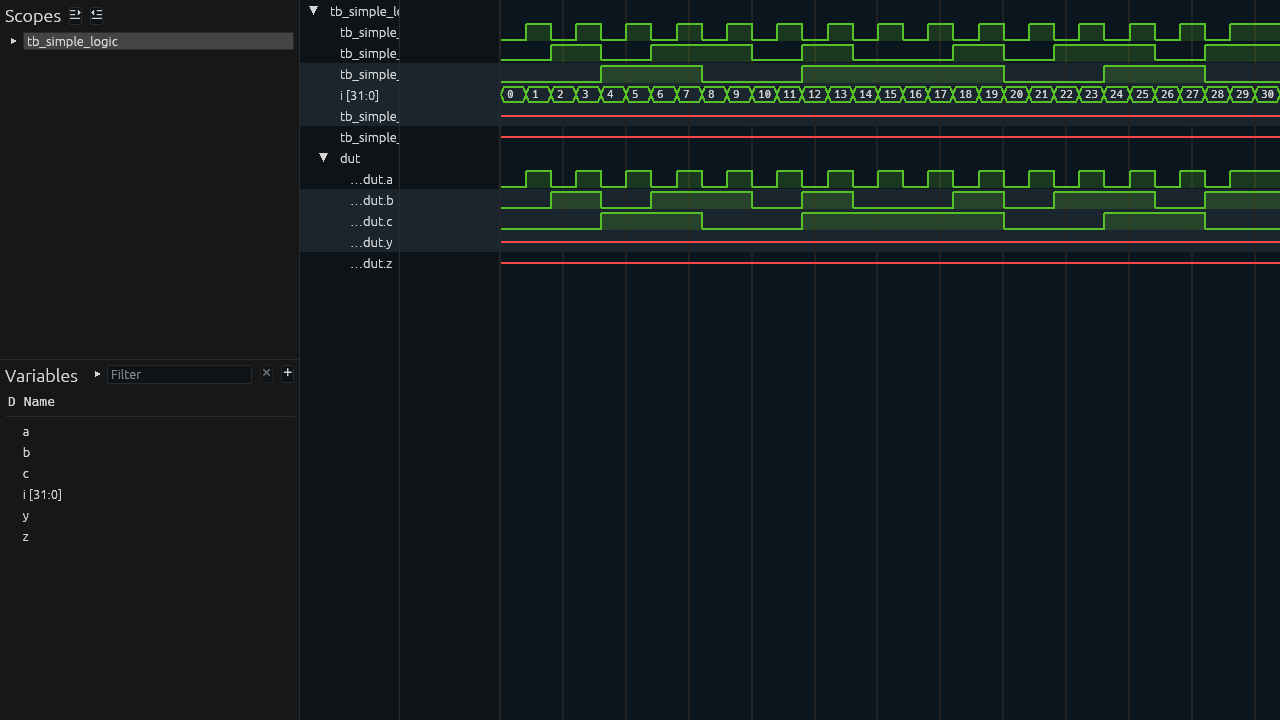 Scopes
tb_simple_logic
Variables
Filter
D Name
a
b
c
i [31:0]
y
z
tb_simple_lo
tb_simple_
tb_simple_
tb_simple_
i [31:0]
0 1 2 3 4 5 6 7 8 9 10 11 12 13 14 15 16 17 18 19 20 21 22 23 24 25 26 27 28 29 30
tb_simple_
tb_simple_
dut
...dut.a
...dut.b
...dut.c
...dut.y
...dut.z